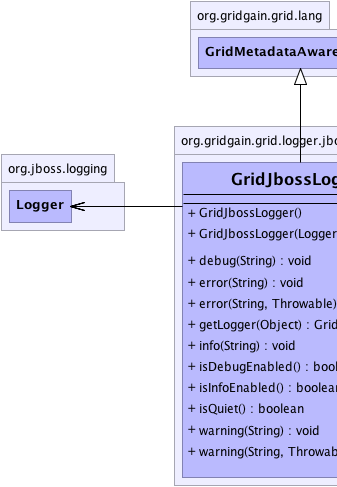 org.gridgain.grid.lang
GridMetadataAware
org.gridgain.grid.logger.jbo
org.jboss.logging
Logger
GridJbossLog
+ GridJbossLogger()
+ GridJbossLogger(Logger
+ debug(String) : void
+ error(String) : void
+ error(String, Throwable)
+ getLogger(Object) : Grid
+ info(String) : void
+ isDebugEnabled() : bool
+ isInfoEnabled() : boolean
+ isQuiet() : boolean
+ warning(String) : void
+ warning(String, Throwab